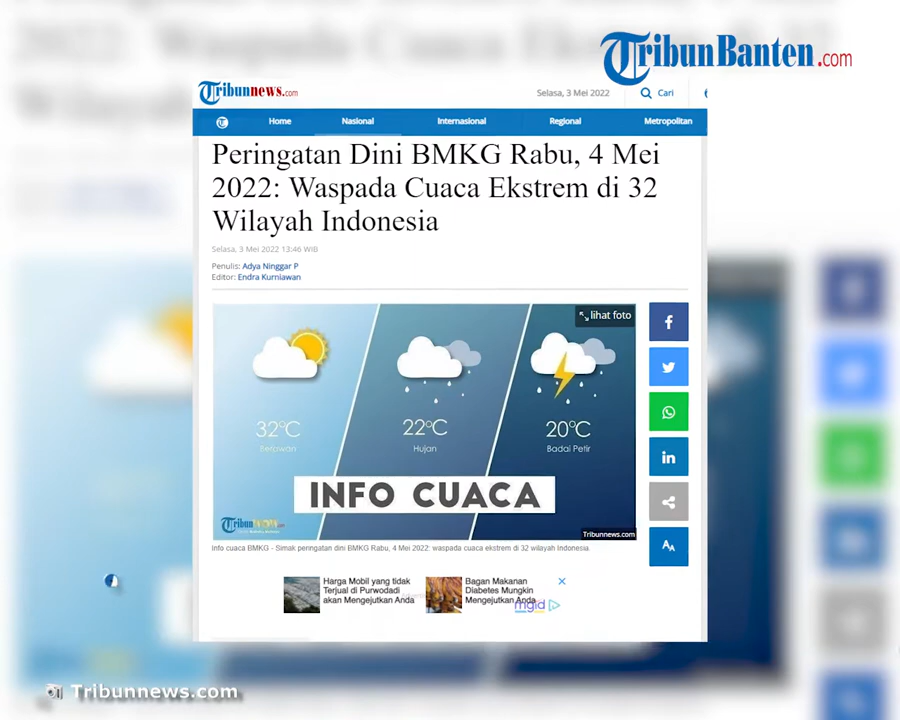 TribunBanten.com
Tribunnews.com
Selasa, 3 Mei 2022
Cari
Home
Nasional
Internasional
Regional
Metropolitan
Peringatan Dini BMKG Rabu, 4 Mei
2022: Waspada Cuaca Ekstrem di 32
Wilayah Indonesia
Selasa, 3 Mei 2022 13:46 WIB
Penulis: Adya Ninggar P
Editor: Endra Kurniawan
lihat foto
32°C
Berawan
22°C
Hujan
20°C
Badai Petir
INFO CUACA
TribunWOW.com
Tribunnews.com
Info cuaca BMKG - Simak peringatan dini BMKG Rabu, 4 Mei 2022: waspada cuaca ekstrem di 32 wilayah Indonesia.
Harga Mobil yang tidak
Terjual di Purwodadi
akan Mengejutkan Anda
Bagan Makanan
Diabetes Mungkin
Mengejutkan Anda
mgid
Tribunnews.com